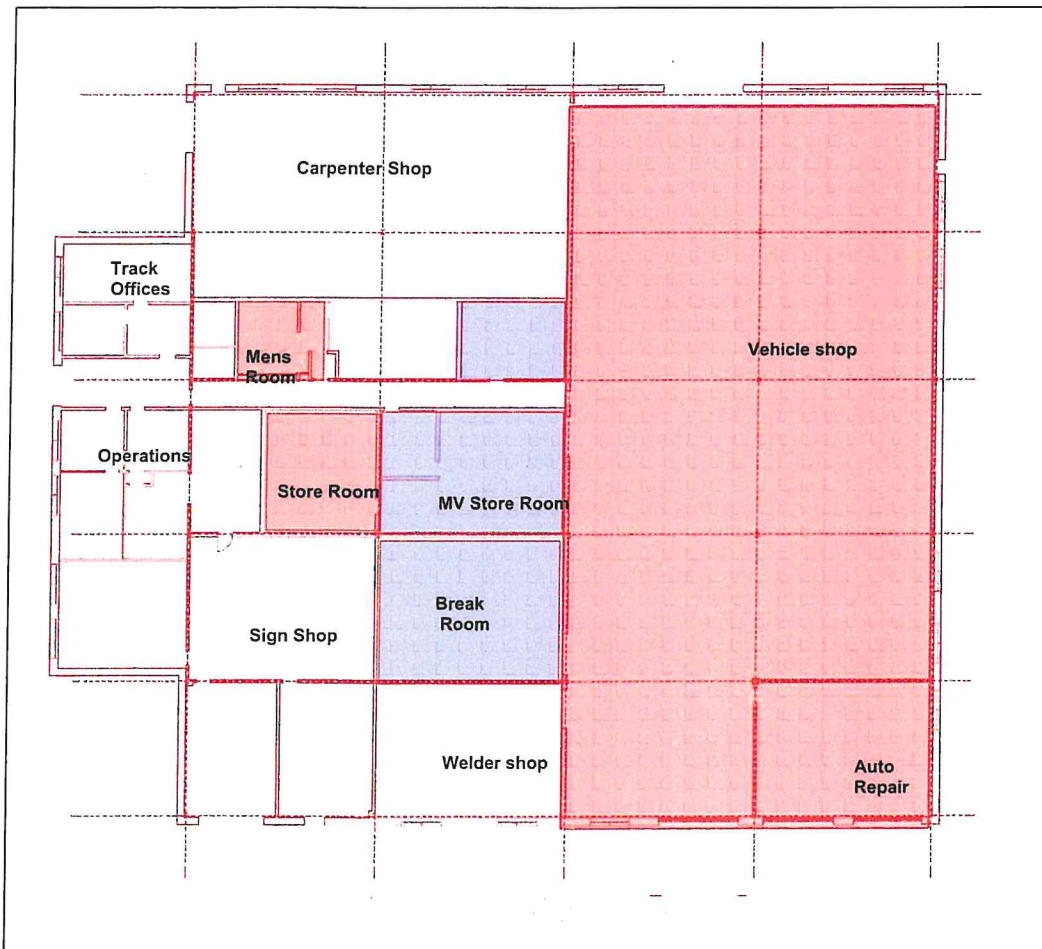 Carpenter Shop
Track
Offices
Mens
Room
Vehicle shop
Operations
Store Room
MV Store Room
Break
Room
Sign Shop
Welder shop
Auto
Repair